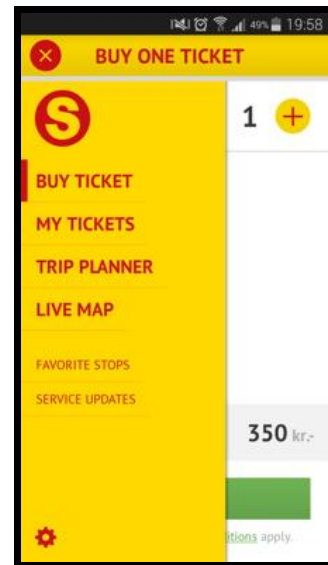 49% 19:58
BUY ONE TICKET
S
1 +
BUY TICKET
MY TICKETS
TRIP PLANNER
LIVE MAP
FAVORITE STOPS
SERVICE UPDATES
350 kr.-
itions apply.